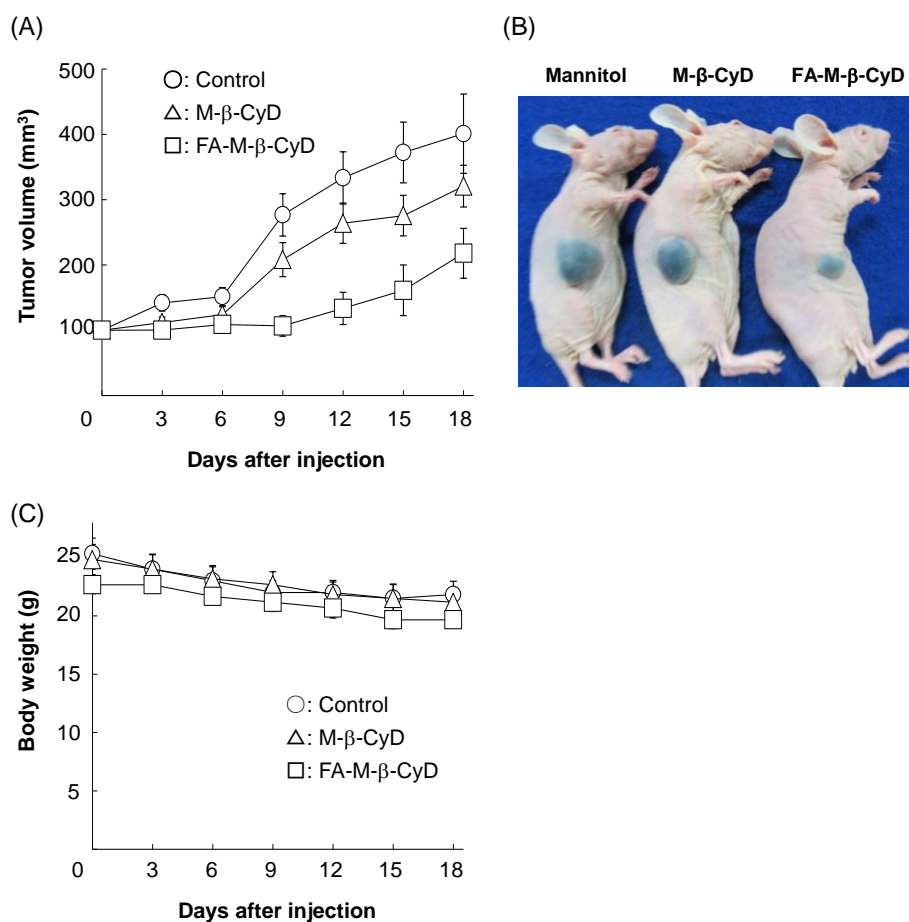 (A)
500
400
300
200
100
0
3
6
9
12
15
18
Tumor volume (mm³)
Days after injection
○: Control
△: M-β-CyD
□: FA-M-β-CyD
(B)
Mannitol M-β-CyD FA-M-β-CyD
(C)
25
20
15
10
5
0
3
6
9
12
15
18
Body weight (g)
Days after injection
○: Control
△: M-β-CyD
□: FA-M-β-CyD